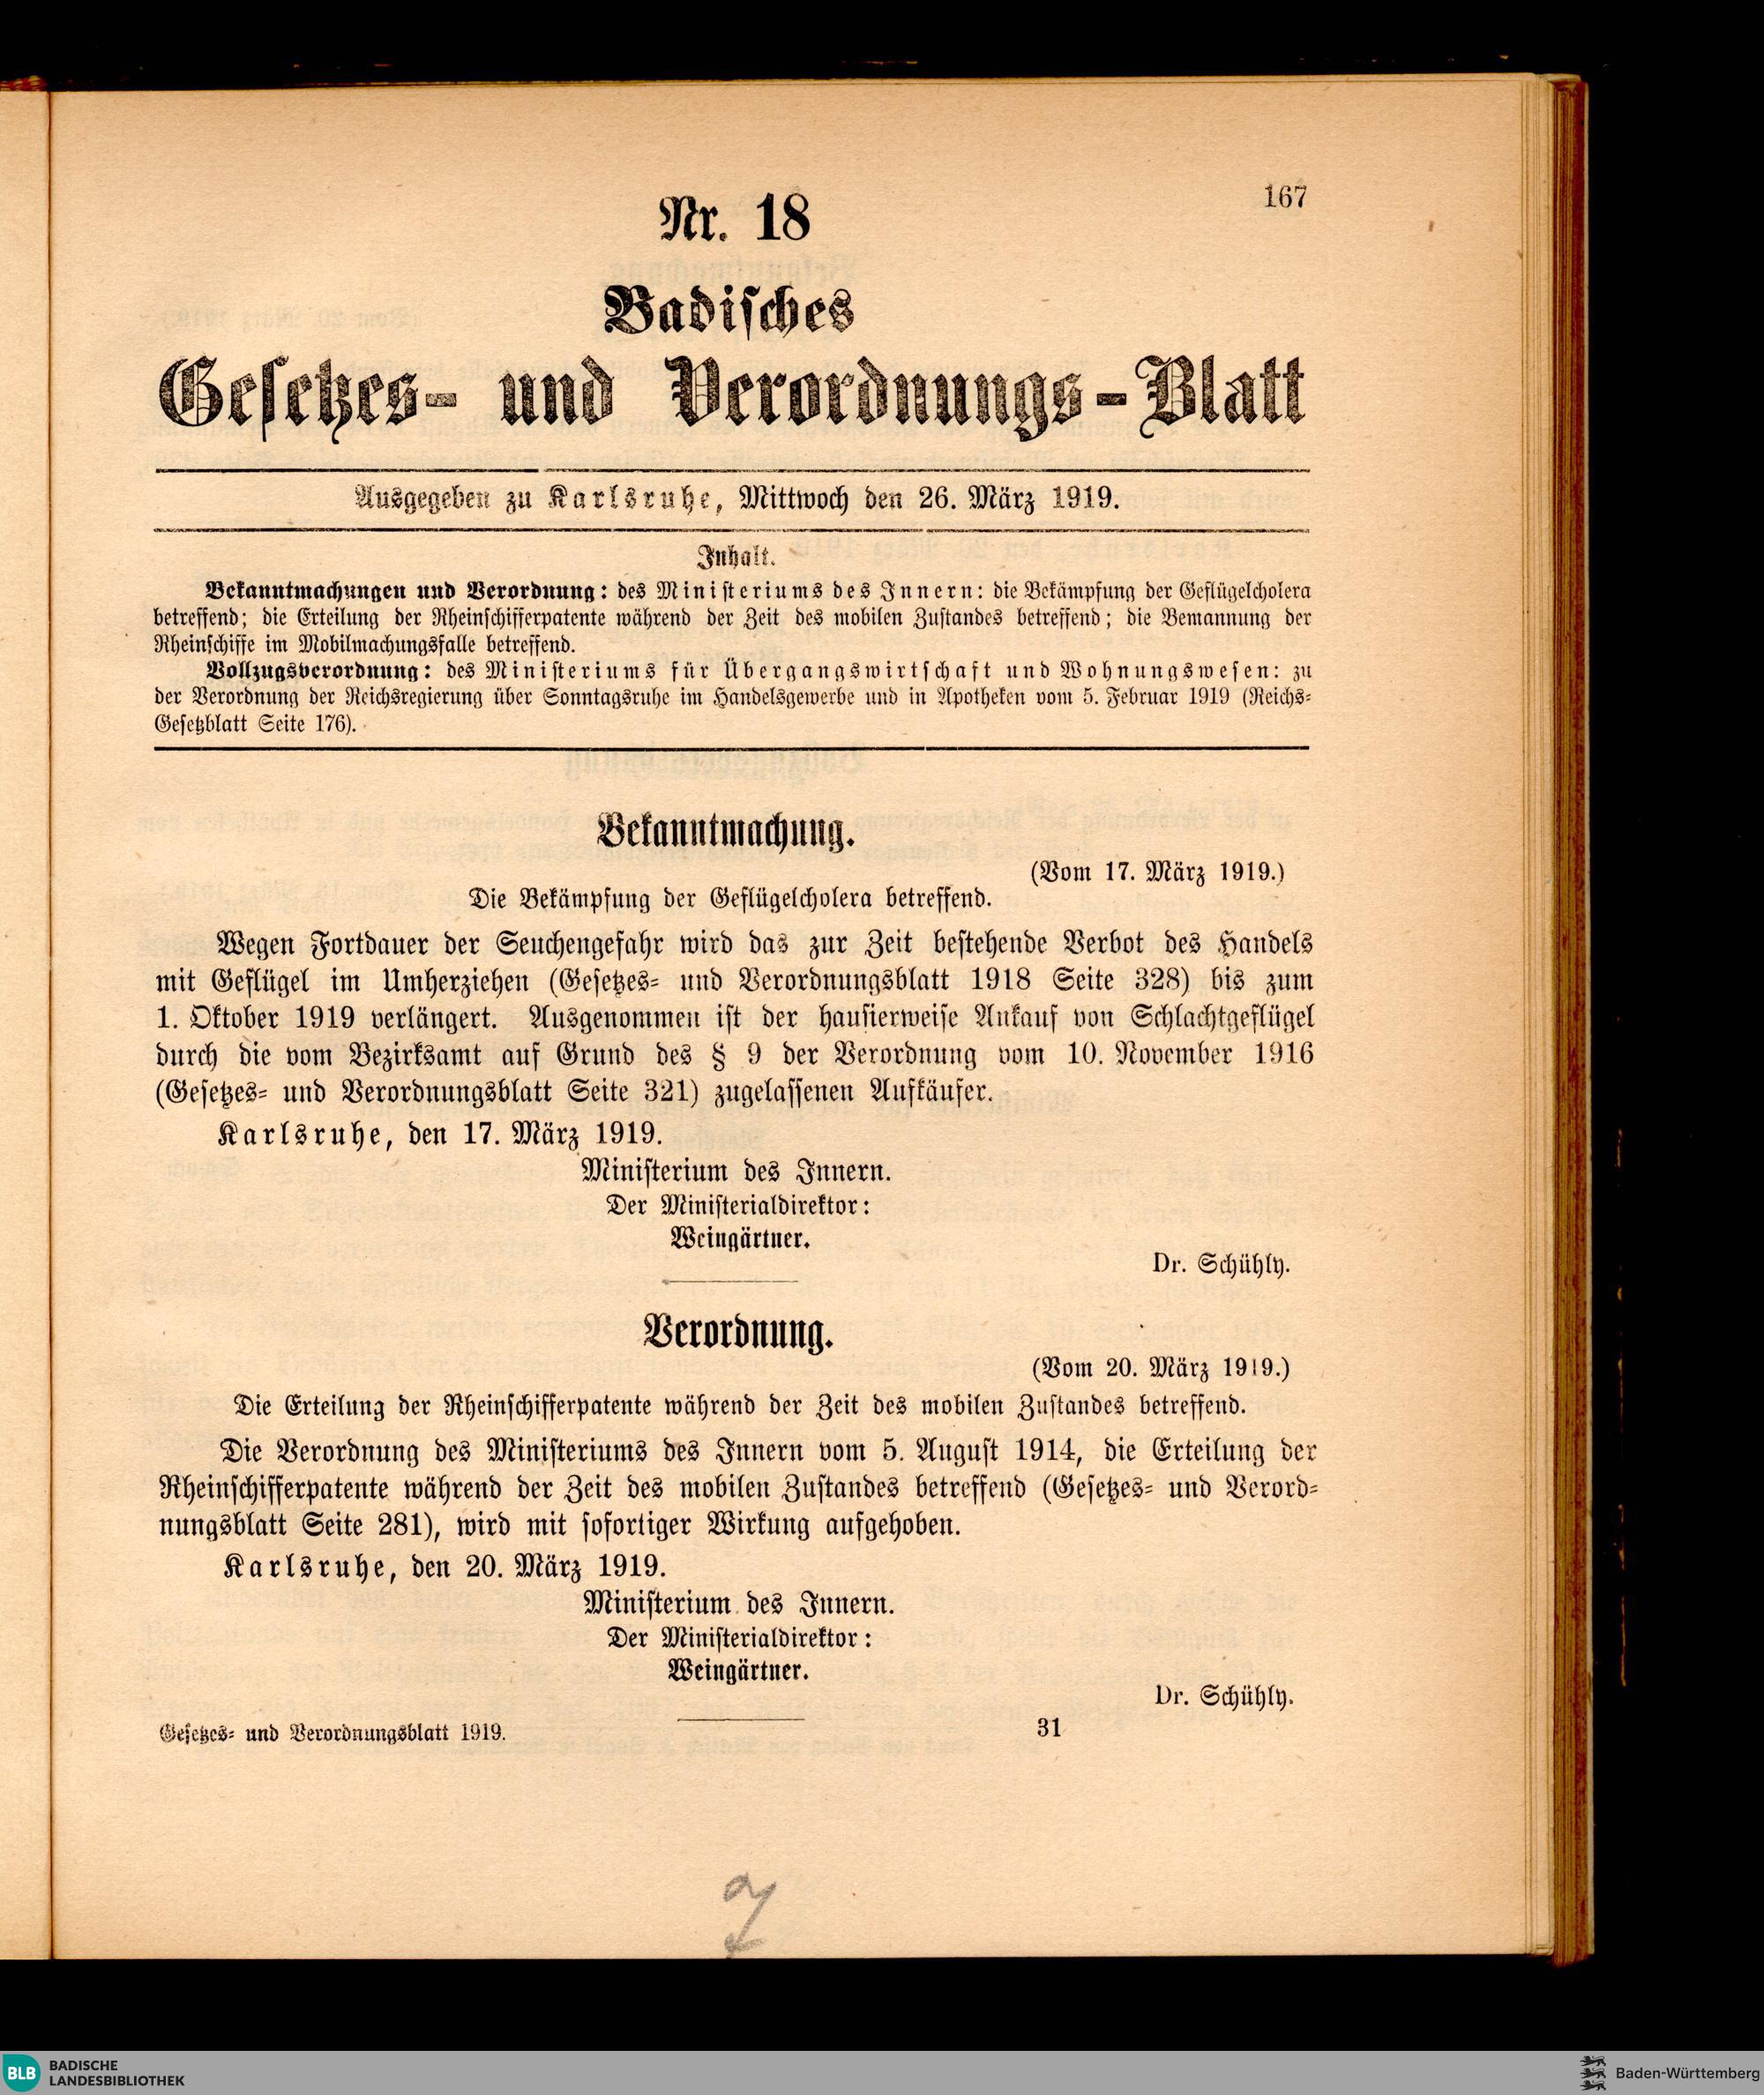 167
Nr. 18
Badisches
Gesetzes- und Verordnungs-Blatt
Ausgegeben zu Karlsruhe, Mittwoch den 26. März 1919.
Inhalt.
Bekanntmachungen und Verordnung: des Ministeriums des Innern: die Bekämpfung der Geflügelcholera
betreffend; die Erteilung der Rheinschifferpatente während der Zeit des mobilen Zustandes betreffend; die Bemannung der
Rheinschiffe im Mobilmachungsfalle betreffend.
Vollzugsverordnung: des Ministeriums für Übergangswirtschaft und Wohnungswesen: zu
der Verordnung der Reichsregierung über Sonntagsruhe im Handelsgewerbe und in Apotheken vom 5. Februar 1919 (Reichs-
Gesetzblatt Seite 176).
Bekanntmachung.
(Vom 17. März 1919.)
Die Bekämpfung der Geflügelcholera betreffend.
Wegen Fortdauer der Seuchengefahr wird das zur Zeit bestehende Verbot des Handels
mit Geflügel im Umherziehen (Gesetzes- und Verordnungsblatt 1918 Seite 328) bis zum
1. Oktober 1919 verlängert. Ausgenommen ist der hausierweise Ankauf von Schlachtgeflügel
durch die vom Bezirksamt auf Grund des § 9 der Verordnung vom 10. November 1916
(Gesetzes- und Verordnungsblatt Seite 321) zugelassenen Aufkäufer.
Karlsruhe, den 17. März 1919.
Ministerium des Innern.
Der Ministerialdirektor:
Weingärtner.
Dr. Schühly.
Verordnung.
(Vom 20. März 1919.)
Die Erteilung der Rheinschifferpatente während der Zeit des mobilen Zustandes betreffend.
Die Verordnung des Ministeriums des Innern vom 5. August 1914, die Erteilung der
Rheinschifferpatente während der Zeit des mobilen Zustandes betreffend (Gesetzes- und Verord-
nungsblatt Seite 281), wird mit sofortiger Wirkung aufgehoben.
Karlsruhe, den 20. März 1919.
Ministerium des Innern.
Der Ministerialdirektor:
Weingärtner.
Dr. Schühly.
Gesetzes- und Verordnungsblatt 1919.
31
BLB BADISCHE
LANDESBIBLIOTHEK
Baden-Württemberg